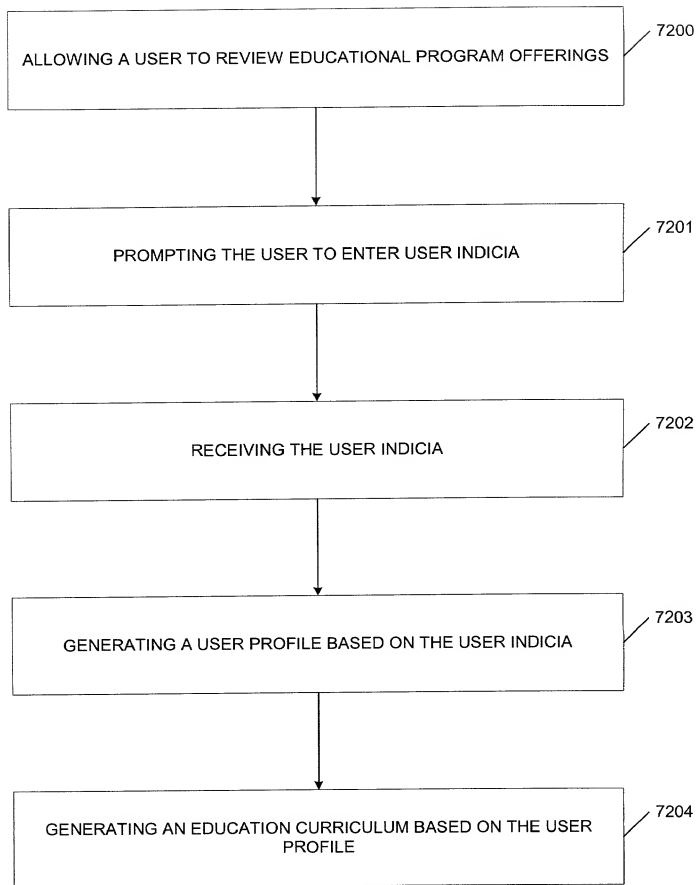 7200
ALLOWING A USER TO REVIEW EDUCATIONAL PROGRAM OFFERINGS
7201
PROMPTING THE USER TO ENTER USER INDICIA
7202
RECEIVING THE USER INDICIA
7203
GENERATING A USER PROFILE BASED ON THE USER INDICIA
7204
GENERATING AN EDUCATION CURRICULUM BASED ON THE USER
PROFILE